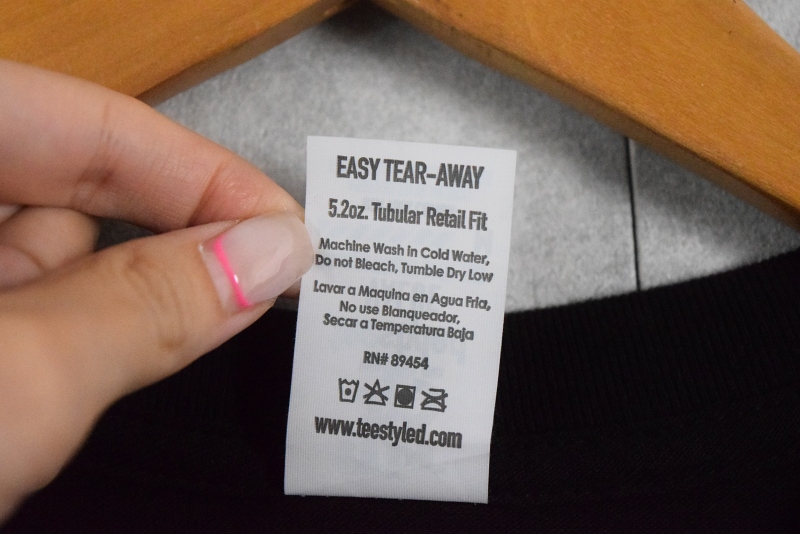 EASY TEAR-AWAY
5.2oz. Tubular Retail Fit
Machine Wash in Cold Water,
Do not Bleach, Tumble Dry Low
Lavar a Maquina en Agua Fria,
No use Blanqueador,
Secar a Temperatura Baja
RN# 89454
www.teestyled.com